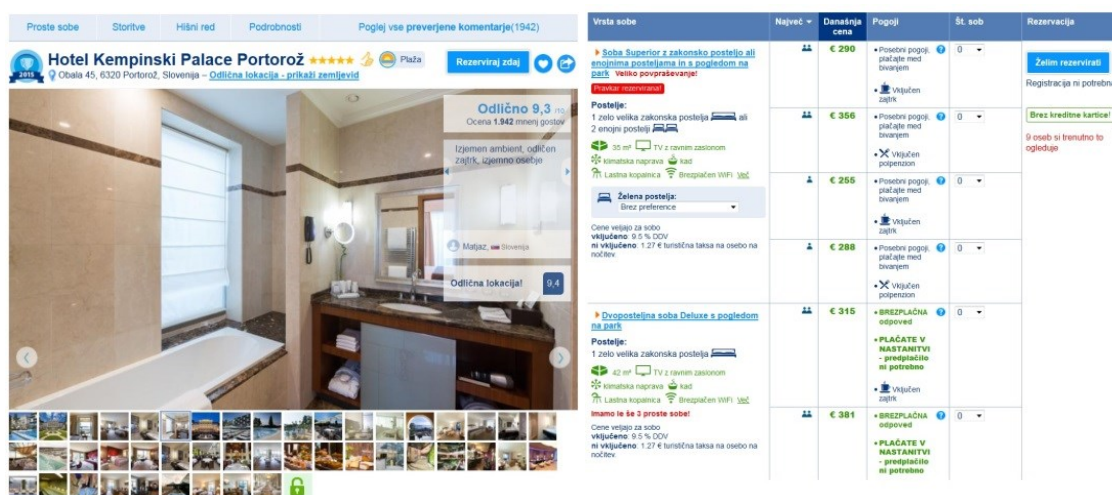 Proste sobe
Storitve
Hišni red
Podrobnosti
Poglej vse preverjene komentarje(1942)
2015
Hotel Kempinski Palace Portorož
Plaža
Rezerviraj zdaj
Obala 45, 6320 Portorož, Slovenija – Odlična lokacija - prikaži zemljevid
Odlično 9,3 /10
Ocena 1.942 mnenj gostov
Izjemen ambient, odličen
zajtrk, izjemno osebje
Matjaz, Slovenija
Odlična lokacija!
9,4
Vrsta sobe
Največ
Današnja
cena
Pogoji
Št. sob
Rezervacija
Soba Superior z zakonsko posteljo ali
enojnima posteljama in s pogledom na
park Veliko povpraševanje!
Pravkar rezervirana!
Postelje:
1 zelo velika zakonska postelja ali
2 enojni postelji
35 m² TV z ravnim zaslonom
klimatska naprava kad
Lastna kopalnica Brezplačen WiFi Več
Želena postelja:
Brez preference
Cene veljajo za sobo
vključeno: 9.5 % DDV
ni vključeno: 1.27 € turistična taksa na osebo na
nočitev.
€ 290
• Posebni pogoji,
plačajte med
bivanjem
• Vključen
zajtrk
0
€ 356
• Posebni pogoji,
plačajte med
bivanjem
• Vključen
polpenzion
0
€ 255
• Posebni pogoji,
plačajte med
bivanjem
• Vključen
zajtrk
0
€ 288
• Posebni pogoji,
plačajte med
bivanjem
• Vključen
polpenzion
0
Želim rezervirati
Registracija ni potrebna
Brez kreditne kartice!
9 oseb si trenutno to
ogleduje
Dvoposteljna soba Deluxe s pogledom
na park
Postelje:
1 zelo velika zakonska postelja
42 m² TV z ravnim zaslonom
klimatska naprava kad
Lastna kopalnica Brezplačen WiFi Več
Imamo le še 3 proste sobe!
Cene veljajo za sobo
vključeno: 9.5 % DDV
ni vključeno: 1.27 € turistična taksa na osebo na
nočitev.
€ 315
• BREZPLAČNA
odpoved
• PLAČATE V
NASTANITVI
- predplačilo
ni potrebno
• Vključen
zajtrk
0
€ 381
• BREZPLAČNA
odpoved
• PLAČATE V
NASTANITVI
- predplačilo
ni potrebno
0